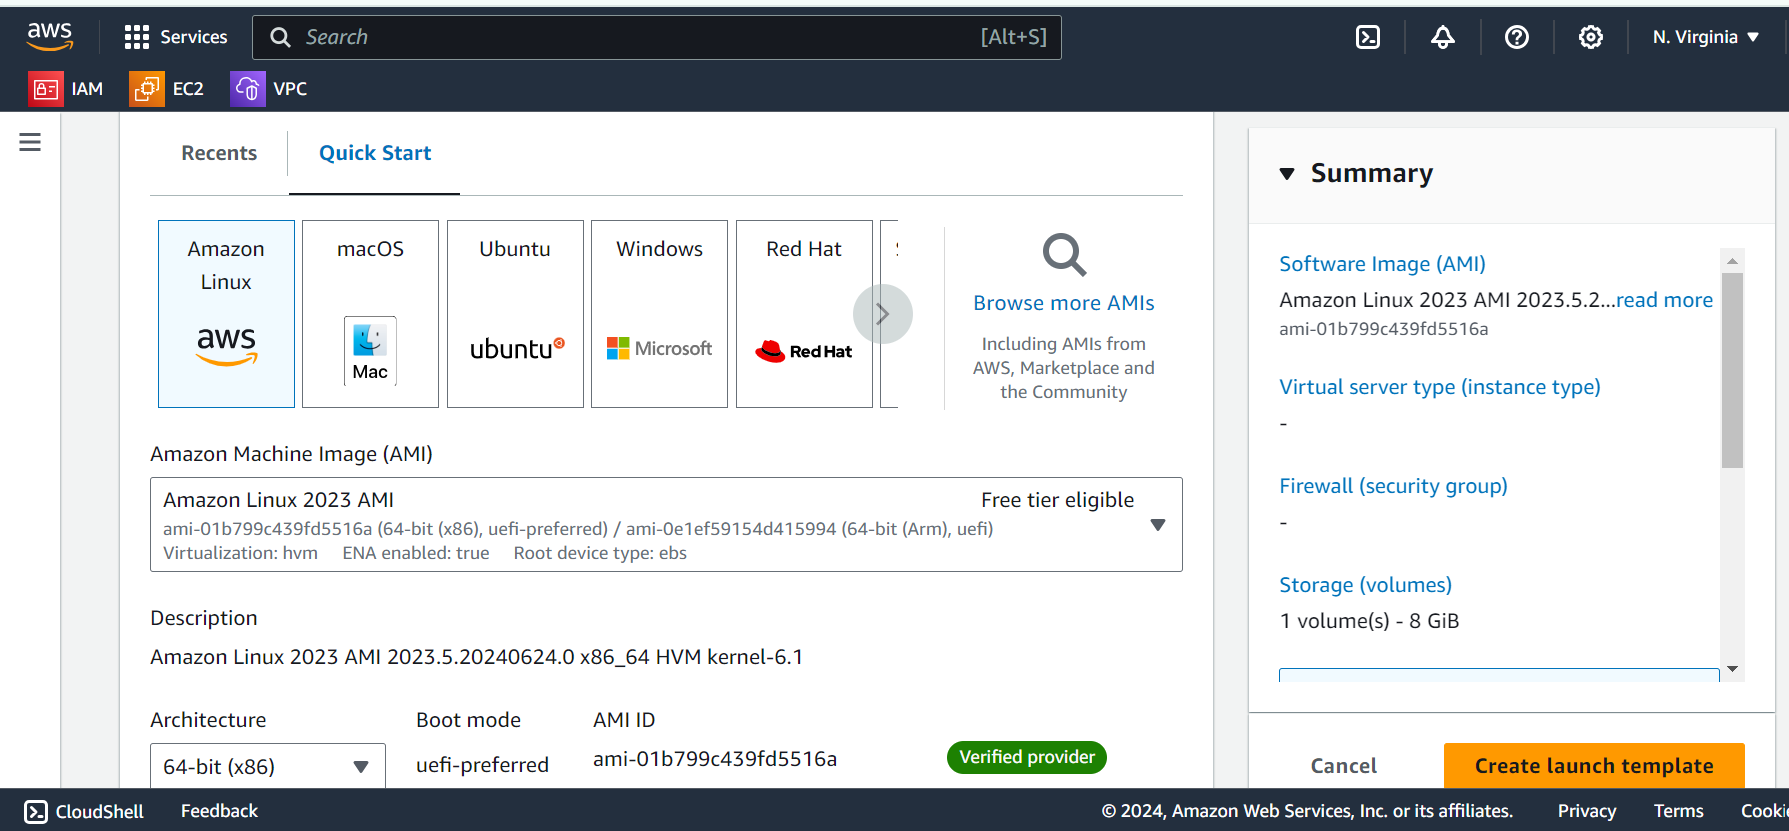 aws
Services
Search
[Alt+S]
N. Virginia
IAM
EC2
VPC
Recents
Quick Start
Amazon
Linux
aws
macOS
Mac
Ubuntu
ubuntu
Windows
Microsoft
Red Hat
Red Hat
Browse more AMIs
Including AMIs from
AWS, Marketplace and
the Community
Amazon Machine Image (AMI)
Amazon Linux 2023 AMI
Free tier eligible
ami-01b799c439fd5516a (64-bit (x86), uefi-preferred) / ami-0e1ef59154d415994 (64-bit (Arm), uefi)
Virtualization: hvm ENA enabled: true Root device type: ebs
Description
Amazon Linux 2023 AMI 2023.5.20240624.0 x86_64 HVM kernel-6.1
Architecture
Boot mode
AMI ID
64-bit (x86)
uefi-preferred
ami-01b799c439fd5516a
Verified provider
Summary
Software Image (AMI)
Amazon Linux 2023 AMI 2023.5.2...read more
ami-01b799c439fd5516a
Virtual server type (instance type)
-
Firewall (security group)
-
Storage (volumes)
1 volume(s) - 8 GiB
Cancel
Create launch template
CloudShell
Feedback
© 2024, Amazon Web Services, Inc. or its affiliates.
Privacy
Terms